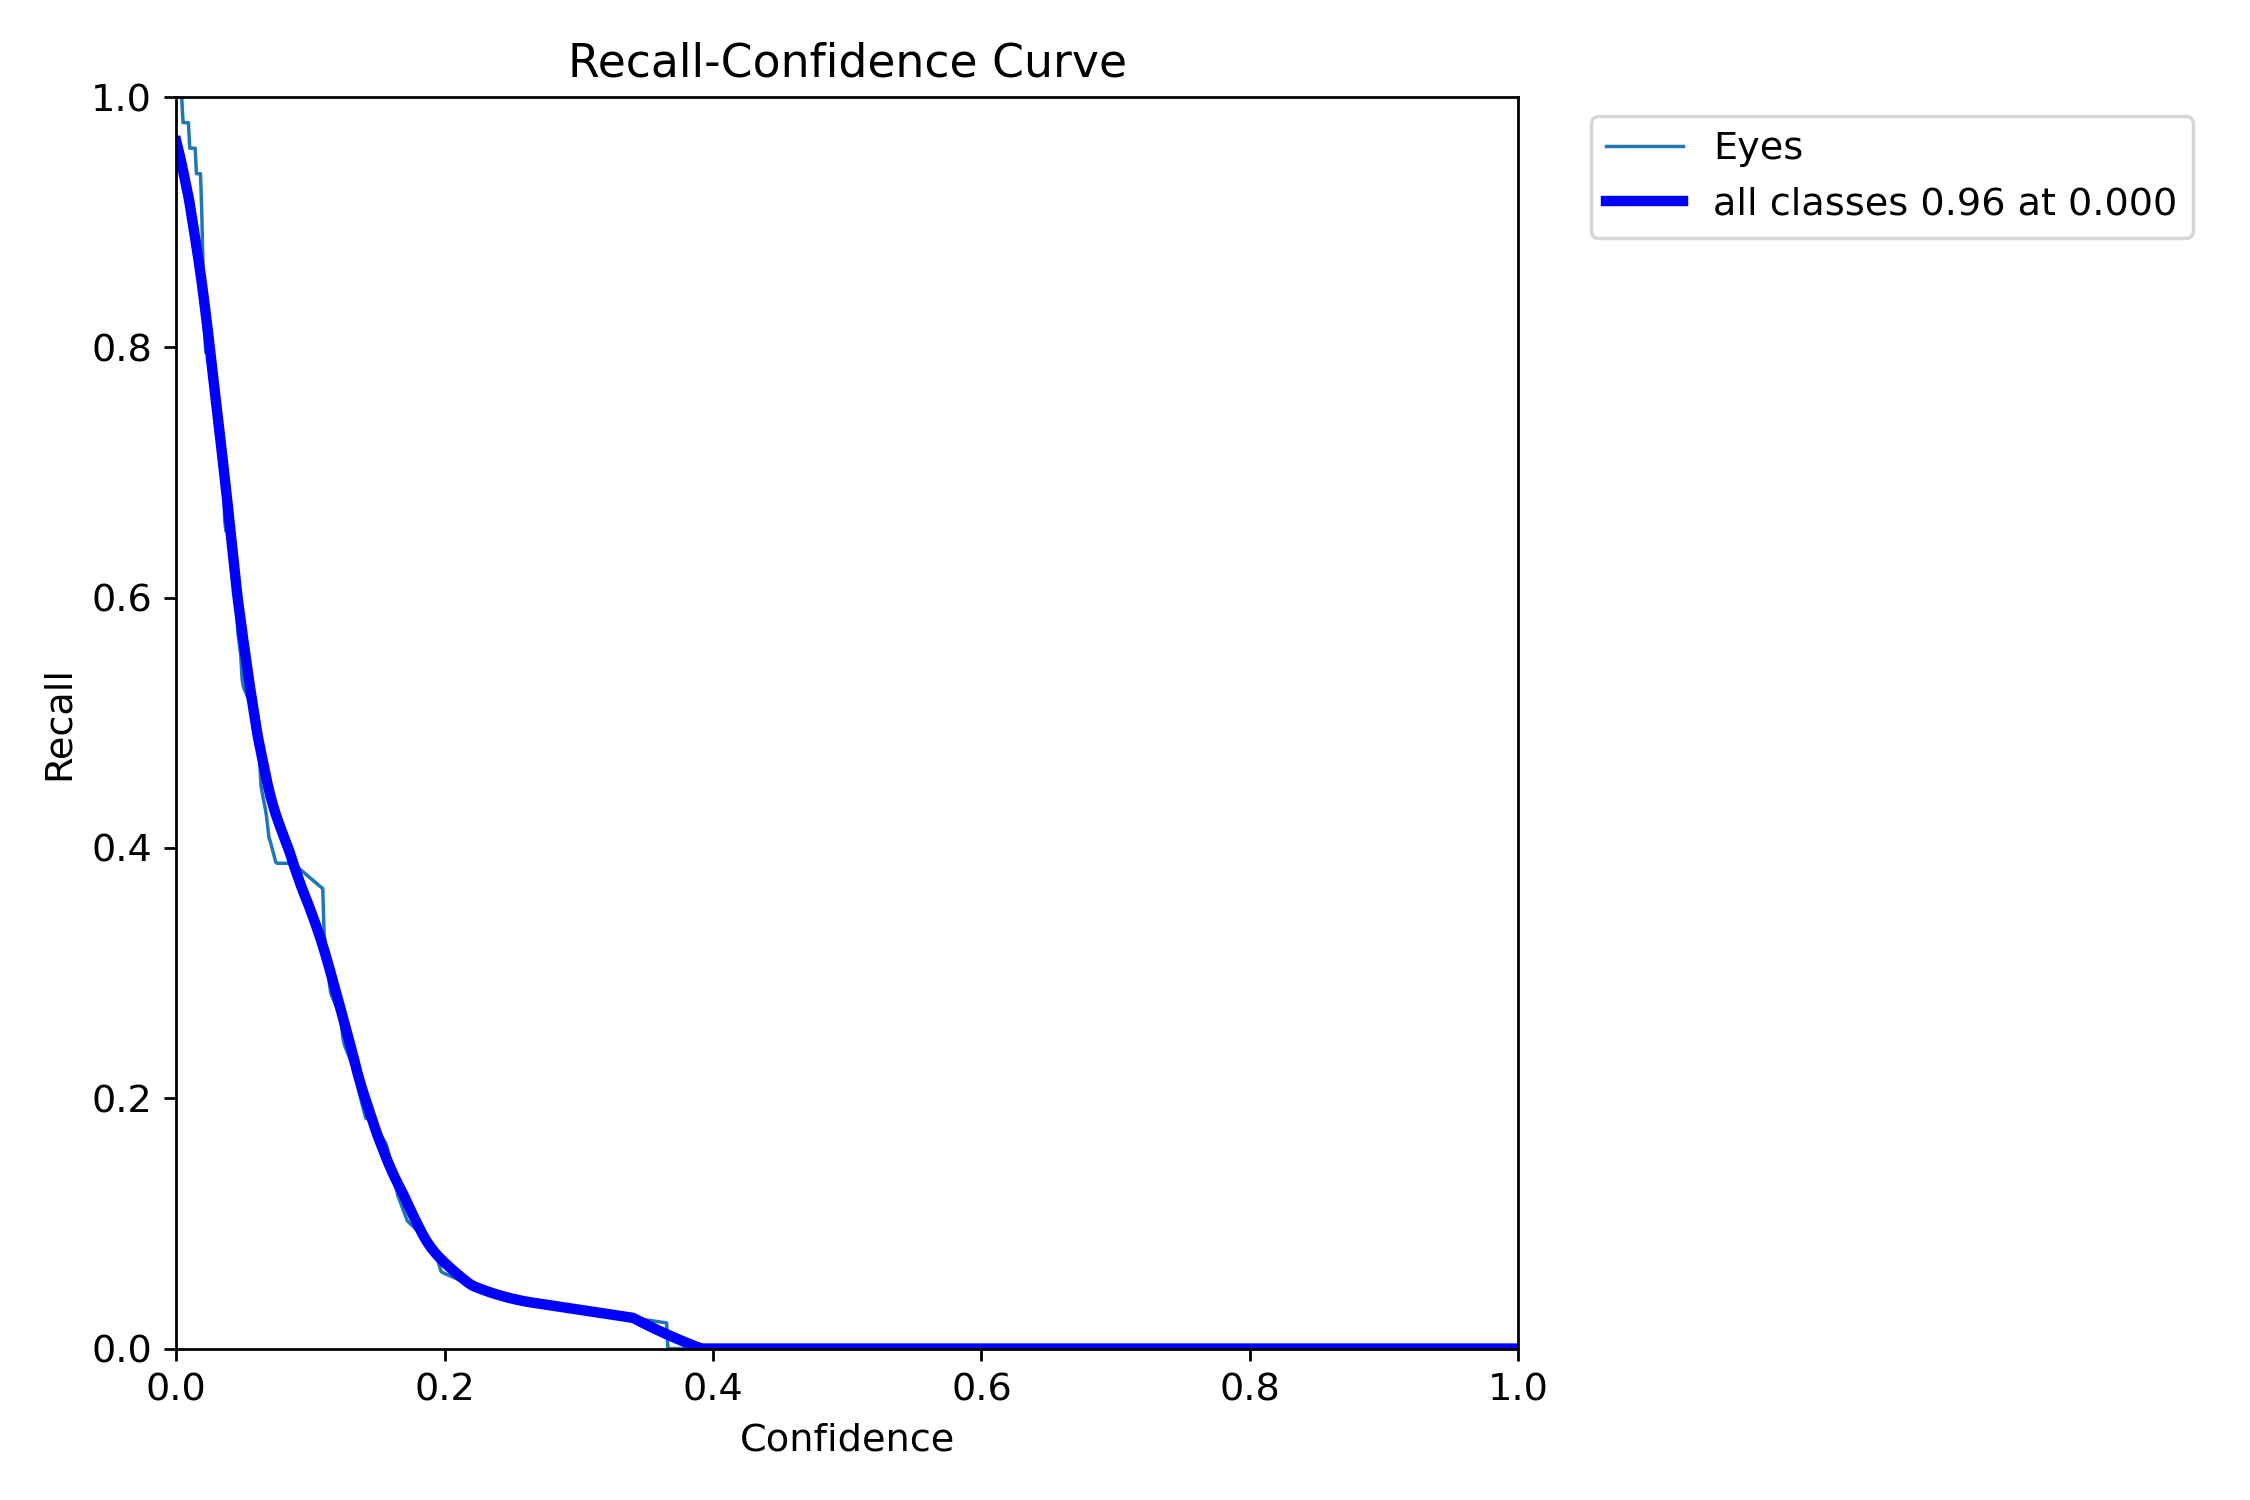 Recall-Confidence Curve
1.0
0.8
0.6
0.4
0.2
0.0
Recall
0.0 0.2 0.4 0.6 0.8 1.0
Confidence
Eyes
all classes 0.96 at 0.000